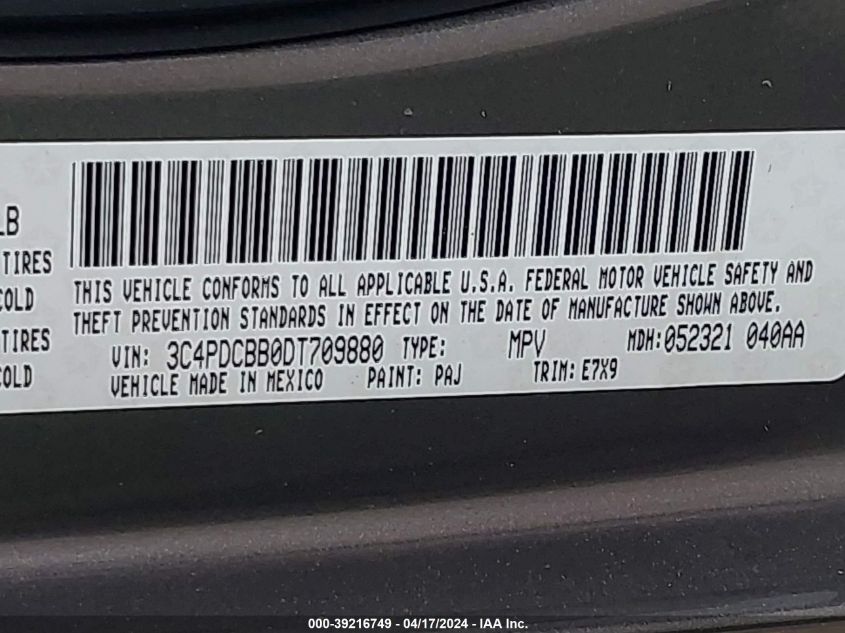 LB
TIRES
COLD
TIRES
COLD
THIS VEHICLE CONFORMS TO ALL APPLICABLE U.S.A. FEDERAL MOTOR VEHICLE SAFETY AND
THEFT PREVENTION STANDARDS IN EFFECT ON THE DATE OF MANUFACTURE SHOWN ABOVE.
VIN: 3C4PDCBB0DT709880 TYPE: MPV MDH:052321 040AA
VEHICLE MADE IN MEXICO PAINT: PAJ TRIM: E7X9
000-39216749 - 04/17/2024 - IAA Inc.